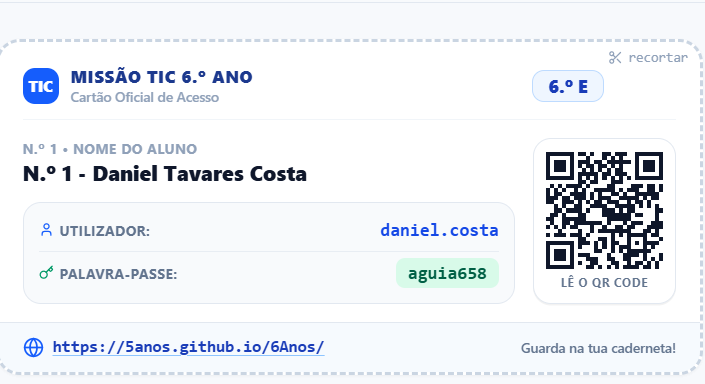 recortar
TIC
MISSÃO TIC 6.º ANO
Cartão Oficial de Acesso
6.º E
N.º 1 • NOME DO ALUNO
N.º 1 - Daniel Tavares Costa
UTILIZADOR: daniel.costa
PALAVRA-PASSE: aguia658
LÊ O QR CODE
https://5anos.github.io/6Anos/
Guarda na tua caderneta!